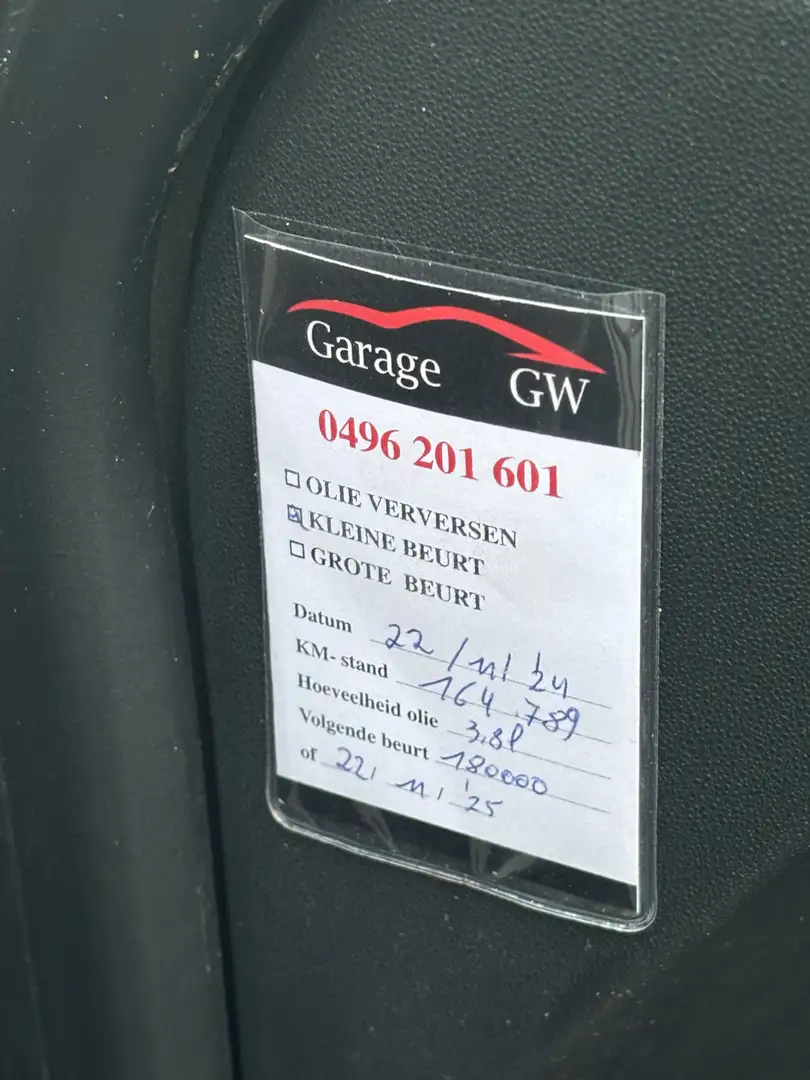 Garage GW
0496 201 601
OLIE VERVERSEN
KLEINE BEURT
GROTE BEURT
Datum 22/11/'24
KM- stand 164.789
Hoeveelheid olie 3,8l
Volgende beurt 180000
of 22/11/'25